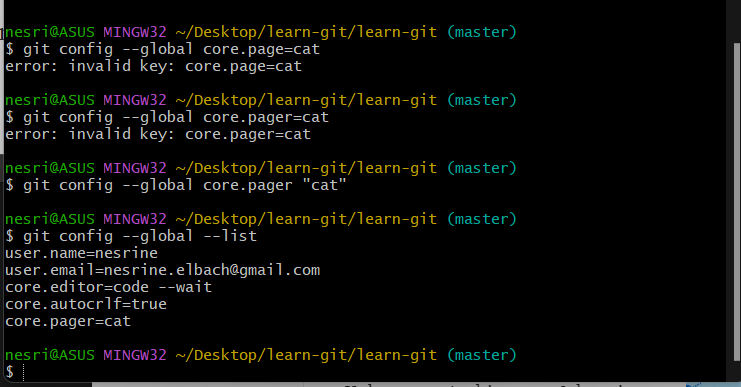 nesri@ASUS MINGW32 ~/Desktop/learn-git/learn-git (master)
$ git config --global core.page=cat
error: invalid key: core.page=cat
nesri@ASUS MINGW32 ~/Desktop/learn-git/learn-git (master)
$ git config --global core.pager=cat
error: invalid key: core.pager=cat
nesri@ASUS MINGW32 ~/Desktop/learn-git/learn-git (master)
$ git config --global core.pager "cat"
nesri@ASUS MINGW32 ~/Desktop/learn-git/learn-git (master)
$ git config --global --list
user.name=nesrine
user.email=nesrine.elbach@gmail.com
core.editor=code --wait
core.autocrlf=true
core.pager=cat
nesri@ASUS MINGW32 ~/Desktop/learn-git/learn-git (master)
$